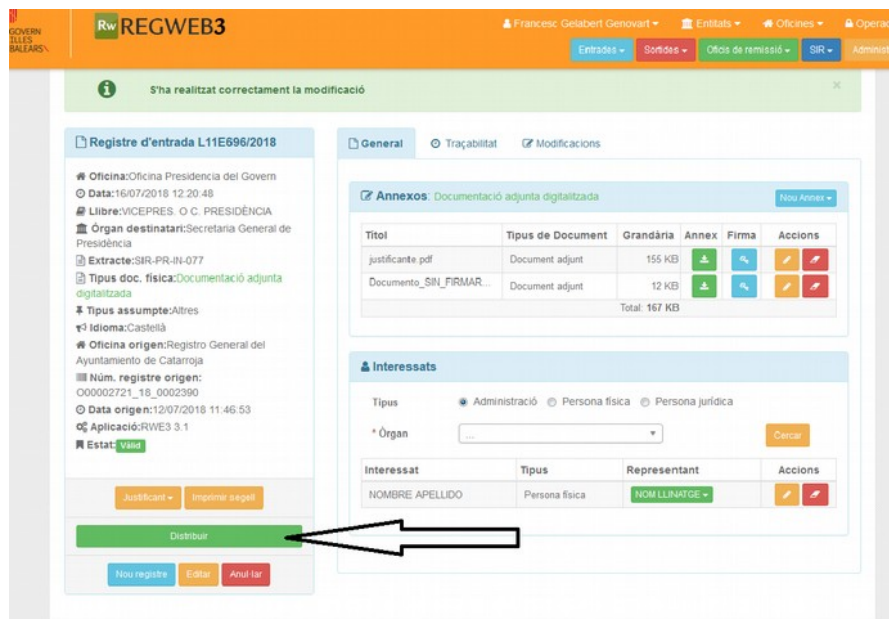 GOVERN
ILLES
BALEARS
Rw REGWEB3
Francesc Gelabert Genovart
Entitats
Oficines
Entrades
Sortides
Oficis de remissió
SIR
S'ha realitzat correctament la modificació
×
Registre d'entrada L11E696/2018
Oficina:Oficina Presidencia del Govern
Data:16/07/2018 12:20:48
Llibre:VICEPRES. O C. PRESIDÈNCIA
Òrgan destinatari:Secretaria General de
Presidència
Extracte:SIR-PR-IN-077
Tipus doc. física:Documentació adjunta
digitalitzada
Tipus assumpte:Altres
Idioma:Castellà
Oficina origen:Registro General del
Ayuntamiento de Catarroja
Núm. registre origen:
O00002721_18_0002390
Data origen:12/07/2018 11:46:53
Aplicació:RWE3 3.1
Estat: Vàlid
Justificant
Imprimir segell
Distribuir
Nou registre
Editar
Anul·lar
General
Traçabilitat
Modificacions
Annexos: Documentació adjunta digitalitzada
Nou Annex
Titol Tipus de Document Grandària Annex Firma Accions
justificante.pdf Document adjunt 155 KB
Documento_SIN_FIRMAR... Document adjunt 12 KB
Total: 167 KB
Interessats
Tipus Administració Persona física Persona jurídica
* Òrgan ...
Cercar
Interessat Tipus Representant Accions
NOMBRE APELLIDO Persona física NOM LLINATGE